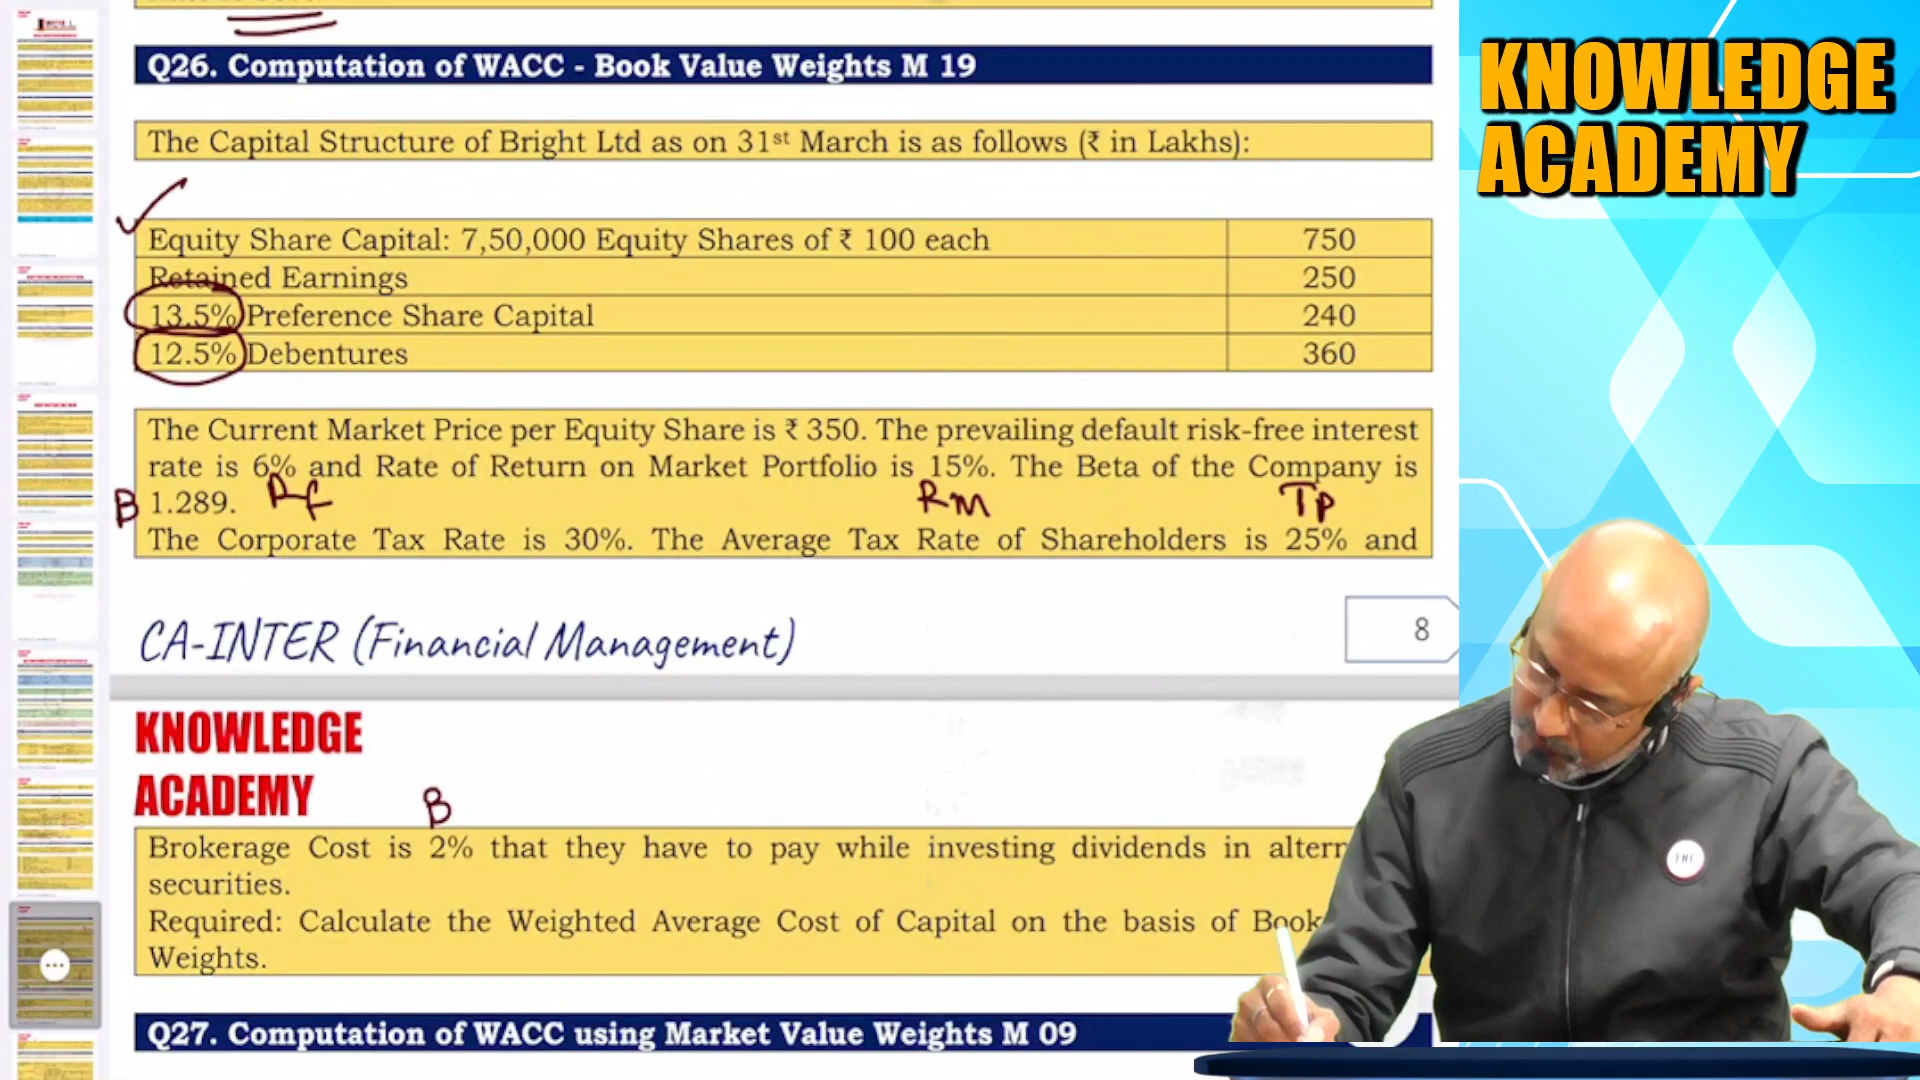 Q26. Computation of WACC - Book Value Weights M 19
The Capital Structure of Bright Ltd as on 31st March is as follows (₹ in Lakhs):
Equity Share Capital: 7,50,000 Equity Shares of ₹ 100 each 750
Retained Earnings 250
13.5% Preference Share Capital 240
12.5% Debentures 360
The Current Market Price per Equity Share is ₹ 350. The prevailing default risk-free interest
rate is 6% and Rate of Return on Market Portfolio is 15%. The Beta of the Company is
B 1.289. Rf Rm Tp
The Corporate Tax Rate is 30%. The Average Tax Rate of Shareholders is 25% and
CA-INTER (Financial Management) 8
KNOWLEDGE
ACADEMY
B
Brokerage Cost is 2% that they have to pay while investing dividends in altern
securities.
Required: Calculate the Weighted Average Cost of Capital on the basis of Book
Weights.
Q27. Computation of WACC using Market Value Weights M 09
KNOWLEDGE
ACADEMY